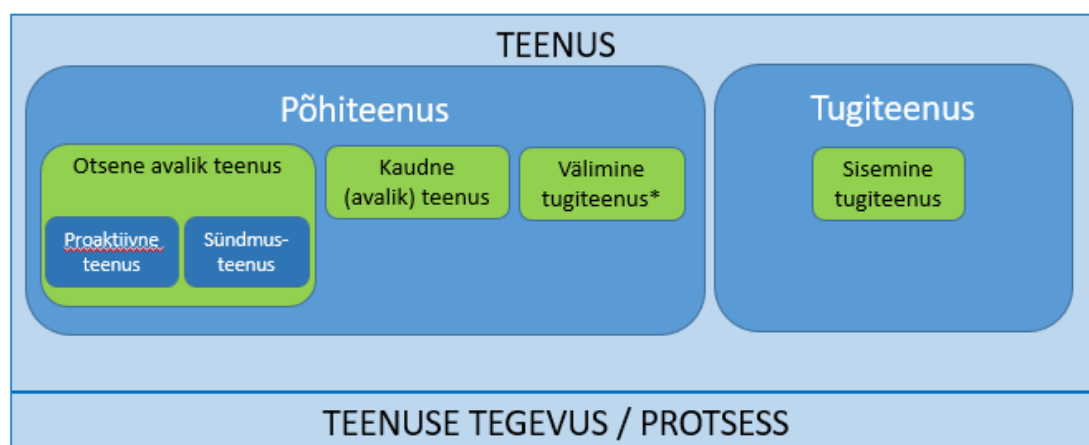 TEENUS
Põhiteenus
Otsene avalik teenus
Proaktiivne
teenus
Sündmus-
teenus
Kaudne
(avalik) teenus
Välimine
tugiteenus*
Tugiteenus
Sisemine
tugiteenus
TEENUSE TEGEVUS / PROTSESS